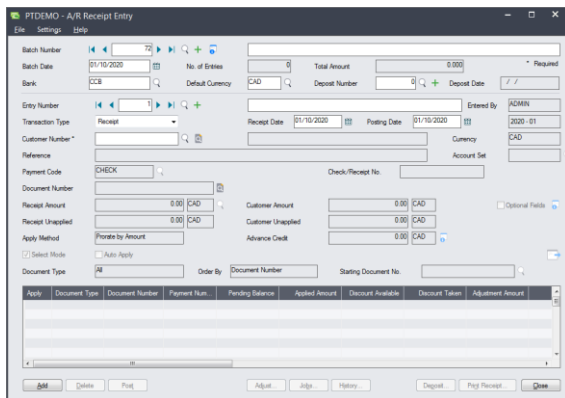 PTDEMO - A/R Receipt Entry
File Settings Help
Batch Number 72
Batch Date 01/10/2020 No. of Entries 0 Total Amount 0.000 * Required
Bank CCB Default Currency CAD Deposit Number 0 Deposit Date / /
Entry Number 1 Entered By ADMIN
Transaction Type Receipt Receipt Date 01/10/2020 Posting Date 01/10/2020 2020 - 01
Customer Number * Currency CAD
Reference Account Set
Payment Code CHECK Check/Receipt No.
Document Number
Receipt Amount 0.00 CAD Customer Amount 0.00 CAD Optional Fields
Receipt Unapplied 0.00 CAD Customer Unapplied 0.00 CAD
Apply Method Prorate by Amount Advance Credit 0.00 CAD
Select Mode Auto Apply
Document Type All Order By Document Number Starting Document No.
Apply Document Type Document Number Payment Num... Pending Balance Applied Amount Discount Available Discount Taken Adjustment Amount
Add Delete Post Adjust... Jobs... History... Deposit... Print Receipt... Close